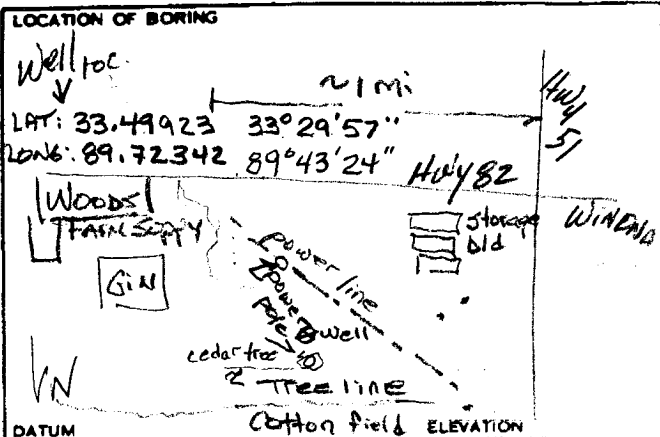 LOCATION OF BORING
Well loc.
~1 mi
Hwy 51
LAT: 33.49923 33°29'57"
LONG: 89.72342 89°43'24"
Hwy 82
WOODS
FARM SUPPLY
Storage
Bld
WINONA
GIN
power line
power pole
well
cedar tree
Tree line
N
Cotton field
DATUM
ELEVATION